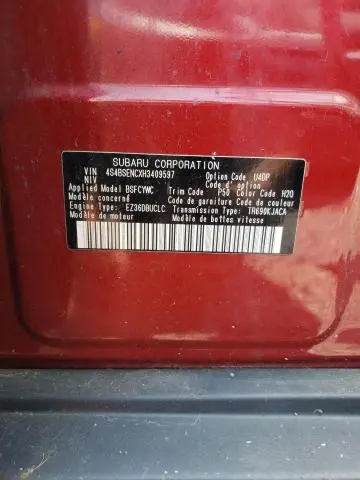 SUBARU CORPORATION
VIN 4S4BSENCXH3409597 Option Code U4DP
NIV Code d'option
Applied BSFCYWC Trim Code P50 Color Code H20
Modèle concerné Code de garniture Code de couleur
Engine Type: EZ36DBUCLC Transmission Type: TR690KJACA
Modèle de moteur Modèle de boîtes vitesse